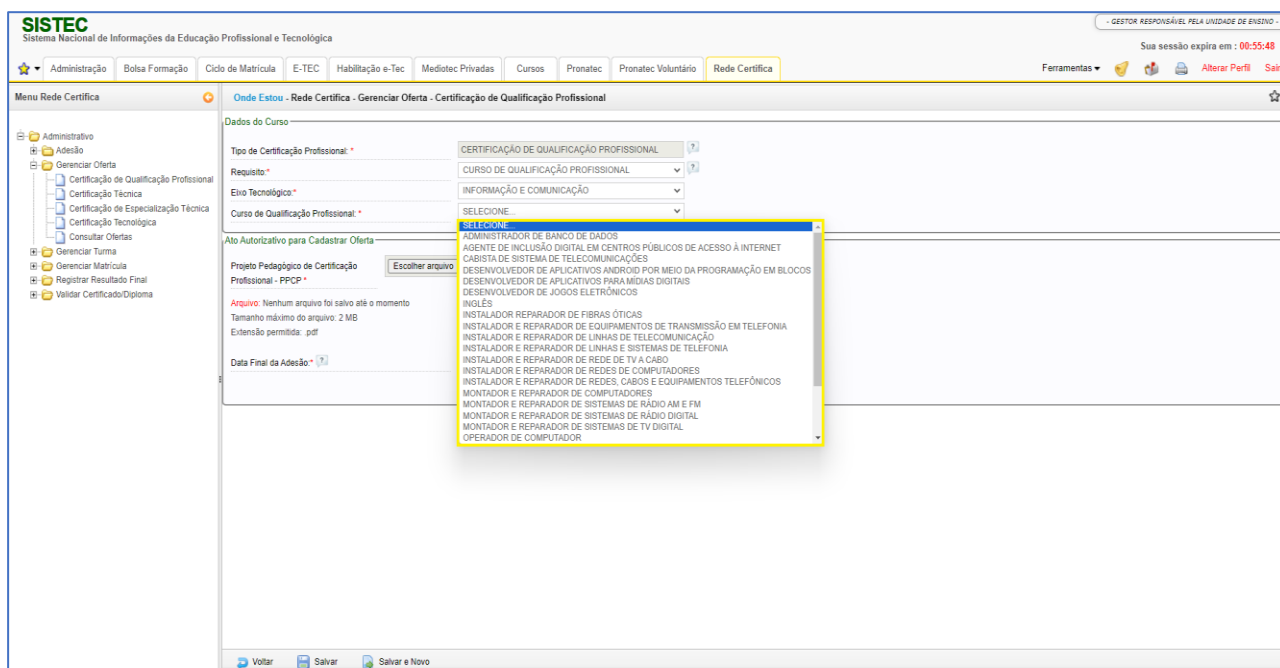 SISTEC
Sistema Nacional de Informações da Educação Profissional e Tecnológica
- GESTOR RESPONSÁVEL PELA UNIDADE DE ENSINO -
Sua sessão expira em : 00:55:48
Administração Bolsa Formação Ciclo de Matrícula E-TEC Habilitação e-Tec Mediotec Privadas Cursos Pronatec Pronatec Voluntário Rede Certifica Ferramentas Alterar Perfil Sair
Menu Rede Certifica
Administrativo
Adesão
Gerenciar Oferta
Certificação de Qualificação Profissional
Certificação Técnica
Certificação de Especialização Técnica
Certificação Tecnológica
Consultar Ofertas
Gerenciar Turma
Gerenciar Matrícula
Registrar Resultado Final
Validar Certificado/Diploma
Onde Estou - Rede Certifica - Gerenciar Oferta - Certificação de Qualificação Profissional
Dados do Curso
Tipo de Certificação Profissional: * CERTIFICAÇÃO DE QUALIFICAÇÃO PROFISSIONAL ?
Requisito:* CURSO DE QUALIFICAÇÃO PROFISSIONAL ?
Eixo Tecnológico:* INFORMAÇÃO E COMUNICAÇÃO
Curso de Qualificação Profissional: * SELECIONE...
SELECIONE...
ADMINISTRADOR DE BANCO DE DADOS
AGENTE DE INCLUSÃO DIGITAL EM CENTROS PÚBLICOS DE ACESSO À INTERNET
CABISTA DE SISTEMA DE TELECOMUNICAÇÕES
DESENVOLVEDOR DE APLICATIVOS ANDROID POR MEIO DA PROGRAMAÇÃO EM BLOCOS
DESENVOLVEDOR DE APLICATIVOS PARA MÍDIAS DIGITAIS
DESENVOLVEDOR DE JOGOS ELETRÔNICOS
INGLÊS
INSTALADOR REPARADOR DE FIBRAS ÓTICAS
INSTALADOR E REPARADOR DE EQUIPAMENTOS DE TRANSMISSÃO EM TELEFONIA
INSTALADOR E REPARADOR DE LINHAS DE TELECOMUNICAÇÃO
INSTALADOR E REPARADOR DE LINHAS E SISTEMAS DE TELEFONIA
INSTALADOR E REPARADOR DE REDE DE TV A CABO
INSTALADOR E REPARADOR DE REDES DE COMPUTADORES
INSTALADOR E REPARADOR DE REDES, CABOS E EQUIPAMENTOS TELEFÔNICOS
MONTADOR E REPARADOR DE COMPUTADORES
MONTADOR E REPARADOR DE SISTEMAS DE RÁDIO AM E FM
MONTADOR E REPARADOR DE SISTEMAS DE RÁDIO DIGITAL
MONTADOR E REPARADOR DE SISTEMAS DE TV DIGITAL
OPERADOR DE COMPUTADOR
Ato Autorizativo para Cadastrar Oferta
Projeto Pedagógico de Certificação Escolher arquivo
Profissional - PPCP *
Arquivo: Nenhum arquivo foi salvo até o momento
Tamanho máximo do arquivo: 2 MB
Extensão permitida: .pdf
Data Final da Adesão:* ?
Voltar Salvar Salvar e Novo